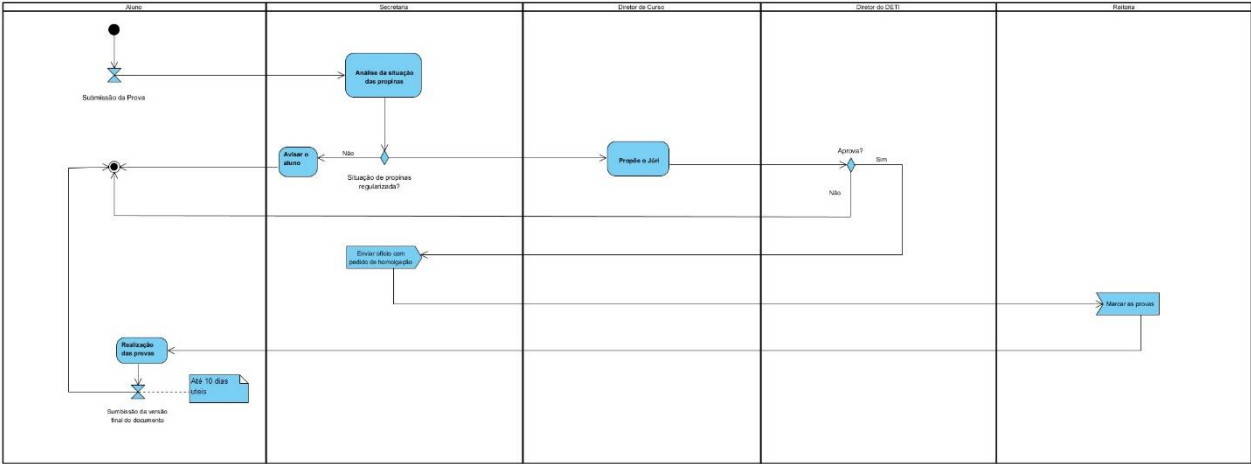 Aluno
Secretaria
Diretor de Curso
Diretor do DETI
Reitoria
Submissão da Prova
Análise da situação
das propinas
Avisar o
aluno
Não
Situação de propinas
regularizada?
Propõe o Júri
Aprova?
Sim
Não
Enviar ofício com
pedido de homolgação
Marcar as provas
Realização
das provas
Até 10 dias
uteis
Sumbissão da versão
final do documento